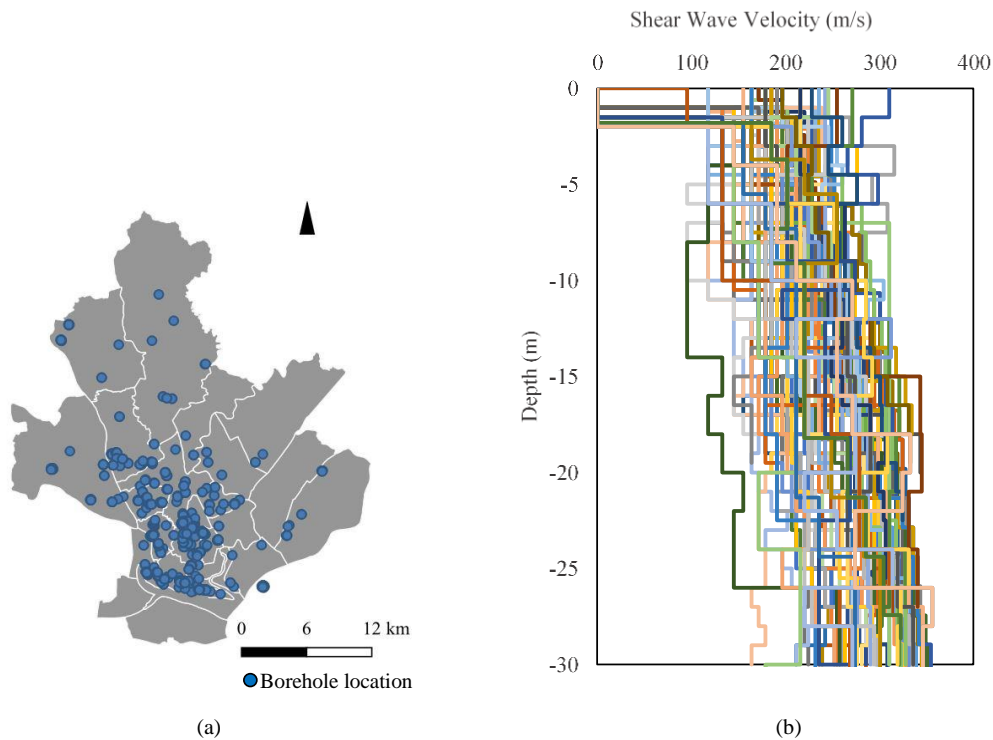 Shear Wave Velocity (m/s)
0 100 200 300 400
0
-5
-10
-15
-20
-25
-30
Depth (m)
0 6 12 km
Borehole location
(a)
(b)